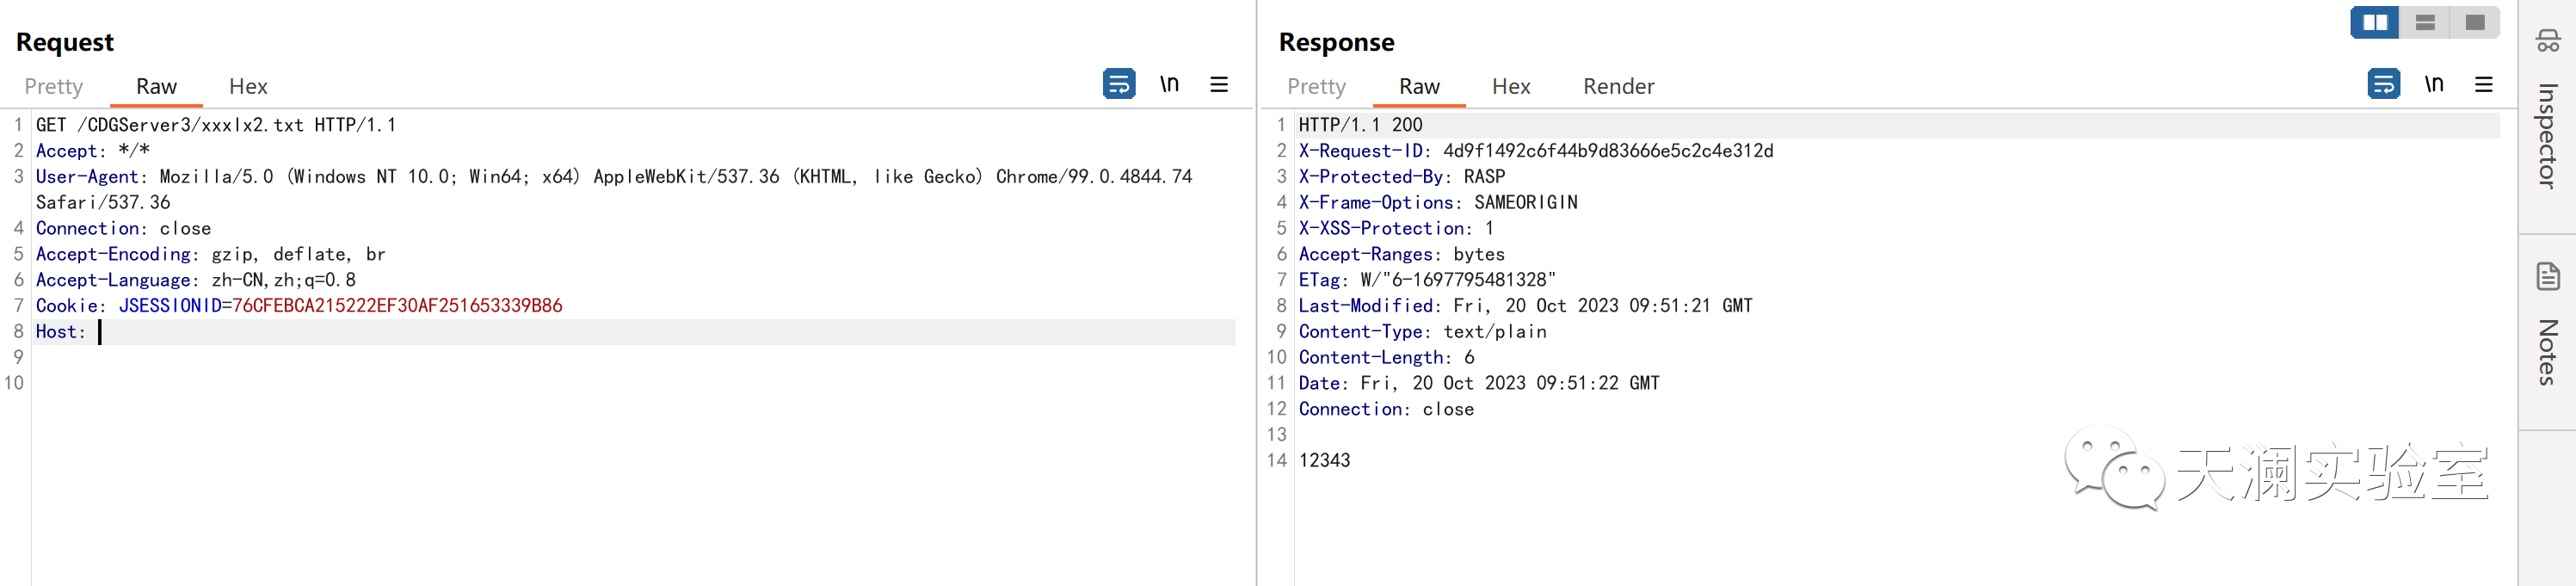 Request
Pretty Raw Hex
\n
1 GET /CDGServer3/xxxlx2.txt HTTP/1.1
2 Accept: */*
3 User-Agent: Mozilla/5.0 (Windows NT 10.0; Win64; x64) AppleWebKit/537.36 (KHTML, like Gecko) Chrome/99.0.4844.74
Safari/537.36
4 Connection: close
5 Accept-Encoding: gzip, deflate, br
6 Accept-Language: zh-CN,zh;q=0.8
7 Cookie: JSESSIONID=76CFEBCA215222EF30AF251653339B86
8 Host:
9
10
Response
Pretty Raw Hex Render
\n
1 HTTP/1.1 200
2 X-Request-ID: 4d9f1492c6f44b9d83666e5c2c4e312d
3 X-Protected-By: RASP
4 X-Frame-Options: SAMEORIGIN
5 X-XSS-Protection: 1
6 Accept-Ranges: bytes
7 ETag: W/"6-1697795481328"
8 Last-Modified: Fri, 20 Oct 2023 09:51:21 GMT
9 Content-Type: text/plain
10 Content-Length: 6
11 Date: Fri, 20 Oct 2023 09:51:22 GMT
12 Connection: close
13
14 12343
天澜实验室
Inspector
Notes